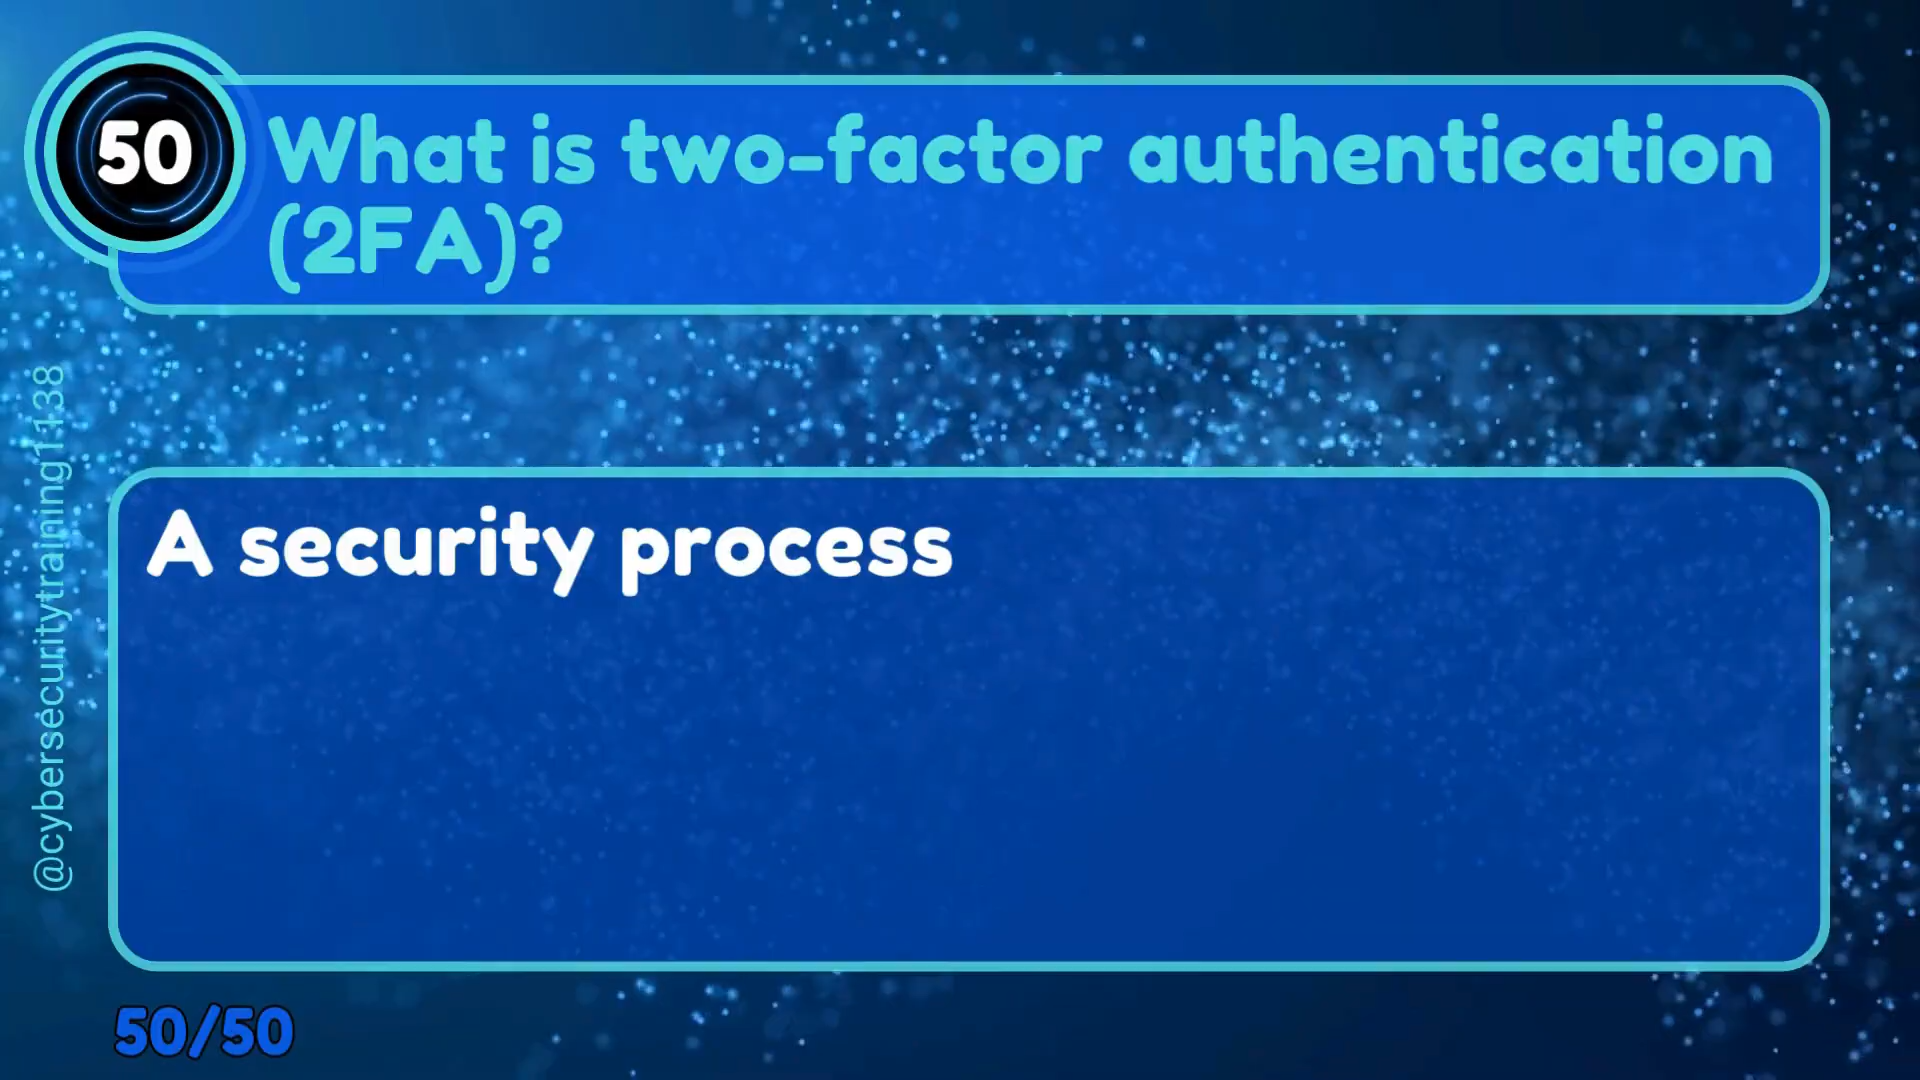 50
What is two-factor authentication
(2FA)?
A security process
@cybersecuritytraining1138
50/50